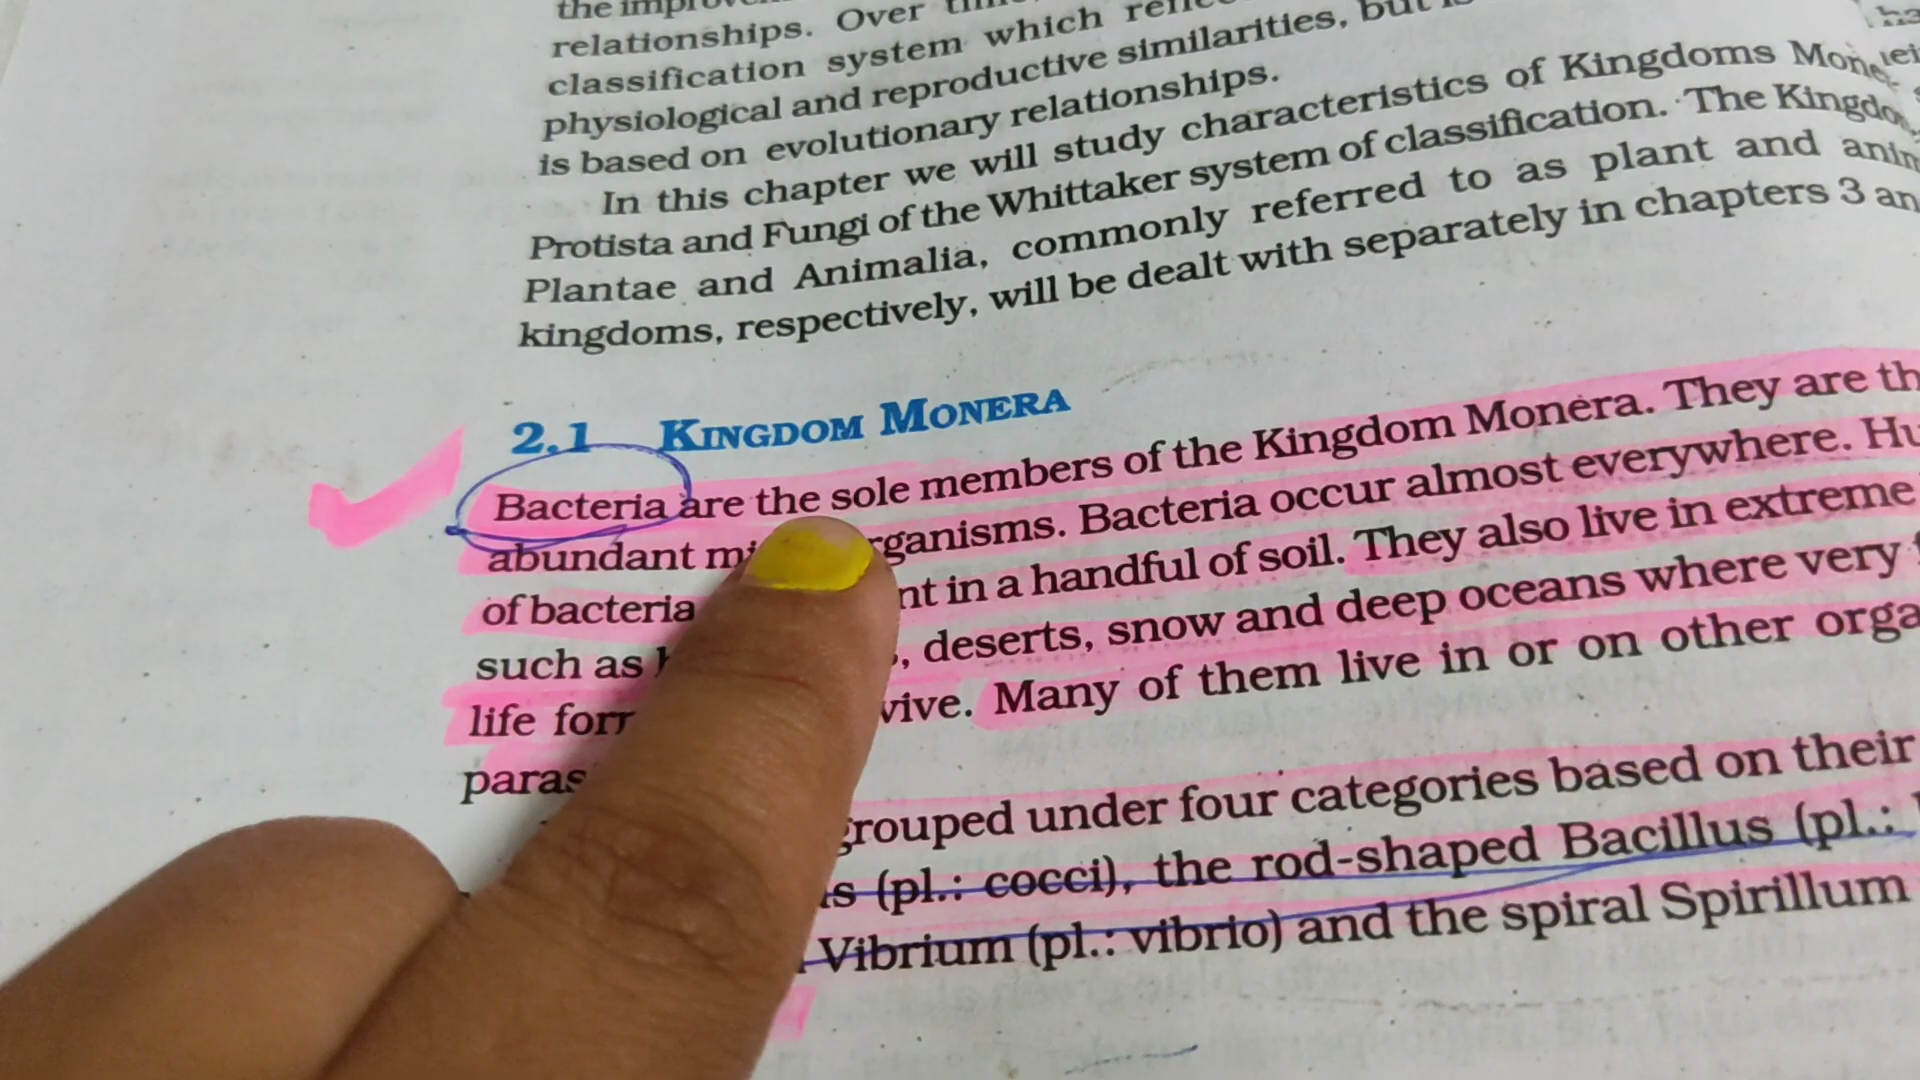 relationships. Over
classification system which
physiological and reproductive similarities, but
is based on evolutionary relationships.
In this chapter we will study characteristics of Kingdoms
Protista and Fungi of the Whittaker system of classification. The
Plantae and Animalia, commonly referred to as plant and
kingdoms, respectively, will be dealt with separately in chapters 3
2.1 KINGDOM MONERA
Bacteria are the sole members of the Kingdom Monera. They are
abundant Bacteria occur almost everywhere.
of bacteria in a handful of soil. They also live in extreme
such as deserts, snow and deep oceans where very
life Many of them live in or on other
grouped under four categories based on their
(pl.: cocci), the rod-shaped Bacillus (pl.:
Vibrium (pl.: vibrio) and the spiral Spirillum